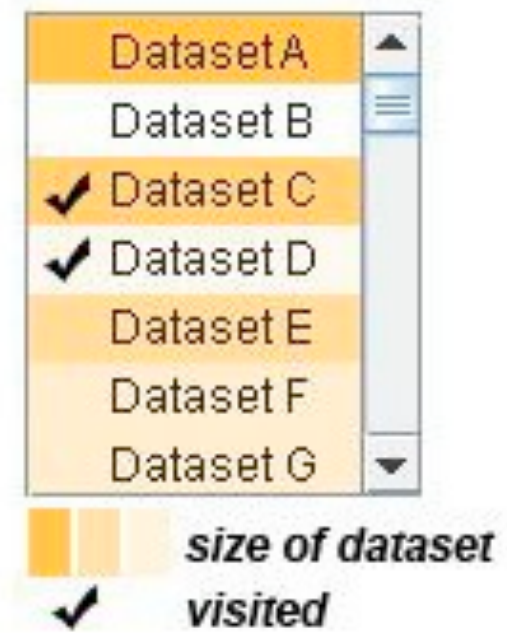 Dataset A
Dataset B
Dataset C
Dataset D
Dataset E
Dataset F
Dataset G
size of dataset
visited